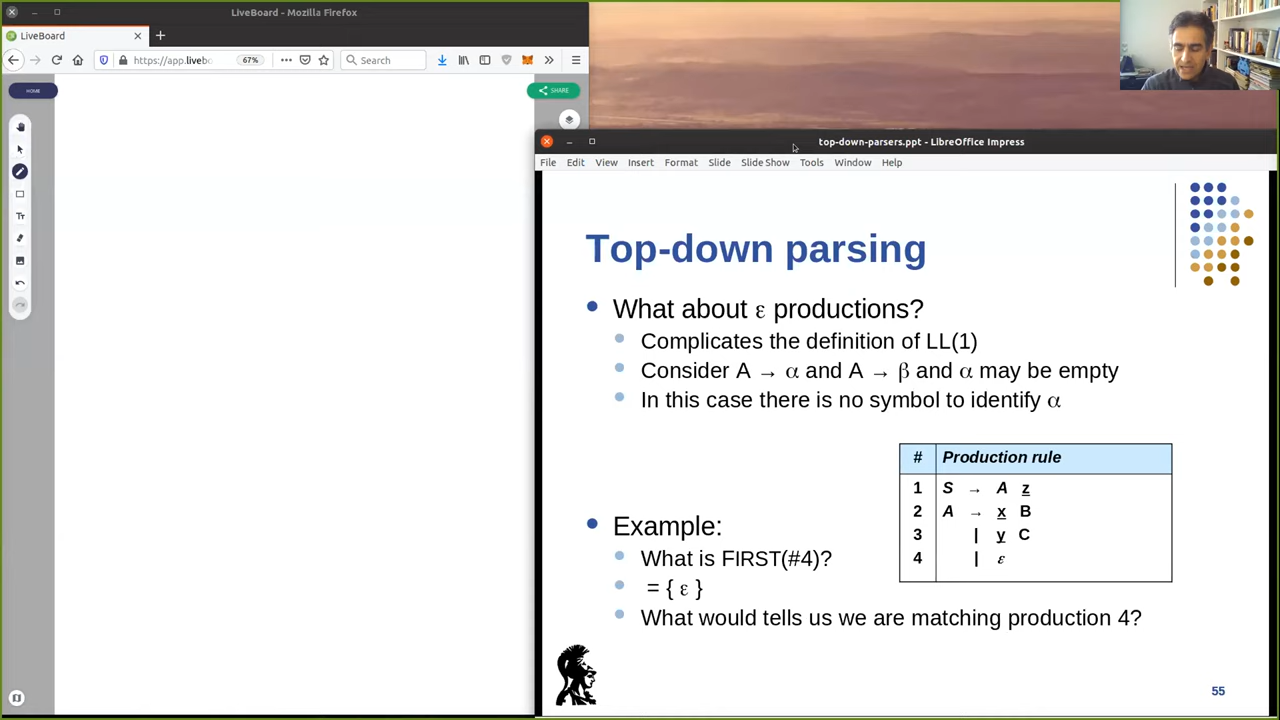 LiveBoard - Mozilla Firefox
LiveBoard
https://app.livebo
67%
Search
HOME
SHARE
Tт
top-down-parsers.ppt - LibreOffice Impress
File Edit View Insert Format Slide Slide Show Tools Window Help
Top-down parsing
What about ε productions?
Complicates the definition of LL(1)
Consider A → α and A → β and α may be empty
In this case there is no symbol to identify α
# Production rule
1 S → A z
2 A → x B
3 | y C
4 | ε
Example:
What is FIRST(#4)?
= { ε }
What would tells us we are matching production 4?
55